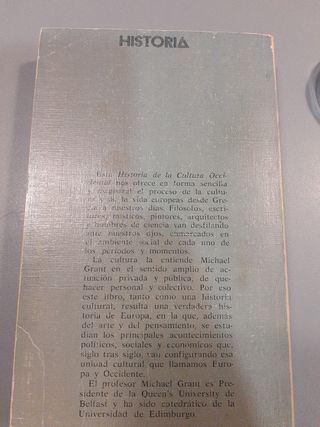 HISTORIA
Esta Historia de la Cultura Occi-
dental nos ofrece en forma sencilla
y magistral el proceso de la cultu-
ra y la vida europeas desde Gre-
cia a nuestros días. Filósofos, escri-
tores, místicos, pintores, arquitectos
y hombres de ciencia van desfilando
ante nuestros ojos, enmarcados en
el ambiente social de cada uno de
los períodos y momentos.
La cultura la entiende Michael
Grant en el sentido amplio de ac-
tuación privada y pública, de que-
hacer personal y colectivo. Por eso
este libro, tanto como una historia
cultural, resulta una verdadera his-
toria de Europa, en la que, además
del arte y del pensamiento, se estu-
dian los principales acontecimientos
políticos, sociales y económicos que,
siglo tras siglo, van configurando esa
unidad cultural que llamamos Euro-
pa y Occidente.
El profesor Michael Grant es Pre-
sidente de la Queen's University de
Belfast y ha sido catedrático de la
Universidad de Edimburgo.